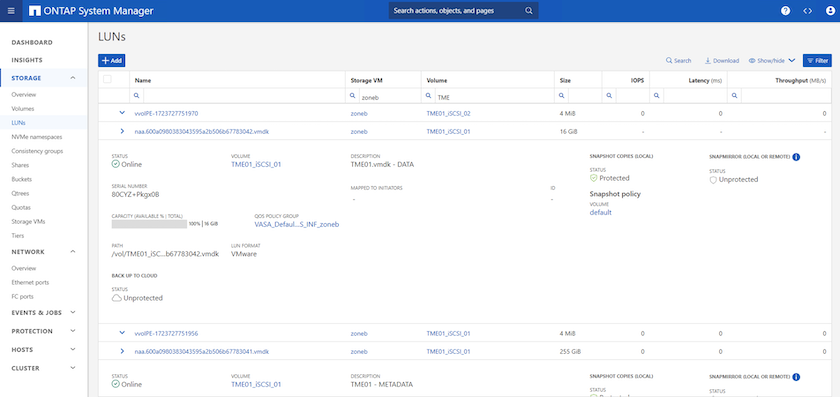 ONTAP System Manager
Search actions, objects, and pages
DASHBOARD
INSIGHTS
STORAGE
Overview
Volumes
LUNs
NVMe namespaces
Consistency groups
Shares
Buckets
Qtrees
Quotas
Storage VMs
Tiers
NETWORK
Overview
Ethernet ports
FC ports
EVENTS & JOBS
PROTECTION
HOSTS
CLUSTER
LUNs
+ Add
Search Download Show/hide Filter
Name Storage VM Volume Size IOPS Latency (ms) Throughput (MB/s)
zoneb TME
vvolPE-1723727751970 zoneb TME01_iSCSI_02 4 MiB 0 0 0
naa.600a0980383043595a2b506b67783042.vmdk zoneb TME01_iSCSI_01 16 GiB - - -
STATUS VOLUME DESCRIPTION SNAPSHOT COPIES (LOCAL) SNAPMIRROR (LOCAL OR REMOTE)
Online TME01_iSCSI_01 TME01.vmdk - DATA STATUS STATUS
Protected Unprotected
SERIAL NUMBER MAPPED TO INITIATORS ID Snapshot policy
80CYZ+Pkgx0B - - VOLUME
default
CAPACITY (AVAILABLE % | TOTAL) QOS POLICY GROUP
100% | 16 GiB VASA_Defaul...S_INF_zoneb
PATH LUN FORMAT
/vol/TME01_iSC...b67783042.vmdk VMware
BACK UP TO CLOUD
STATUS
Unprotected
vvolPE-1723727751956 zoneb TME01_iSCSI_01 4 MiB 0 0 0
naa.600a0980383043595a2b506b67783041.vmdk zoneb TME01_iSCSI_01 255 GiB 0 0 0
STATUS VOLUME DESCRIPTION SNAPSHOT COPIES (LOCAL) SNAPMIRROR (LOCAL OR REMOTE)
Online TME01_iSCSI_01 TME01 - METADATA STATUS STATUS